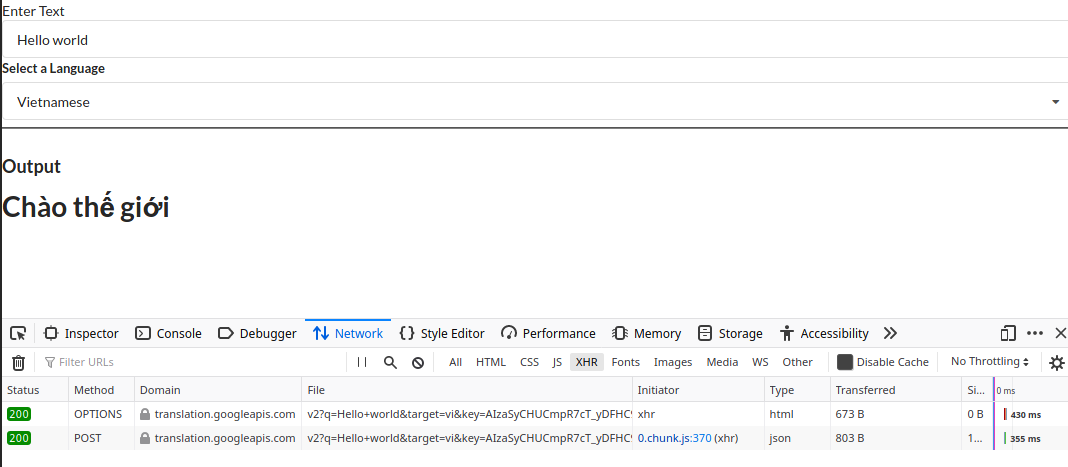 Enter Text
Hello world
Select a Language
Vietnamese
Output
Chào thế giới
Inspector Console Debugger Network Style Editor Performance Memory Storage Accessibility
Filter URLs All HTML CSS JS XHR Fonts Images Media WS Other Disable Cache No Throttling
Status Method Domain File Initiator Type Transferred Si... 0 ms
200 OPTIONS translation.googleapis.com v2?q=Hello+world&target=vi&key=AIzaSyCHUCmpR7cT_yDFHC xhr html 673 B 0 B 430 ms
200 POST translation.googleapis.com v2?q=Hello+world&target=vi&key=AIzaSyCHUCmpR7cT_yDFHC 0.chunk.js:370 (xhr) json 803 B 1... 355 ms